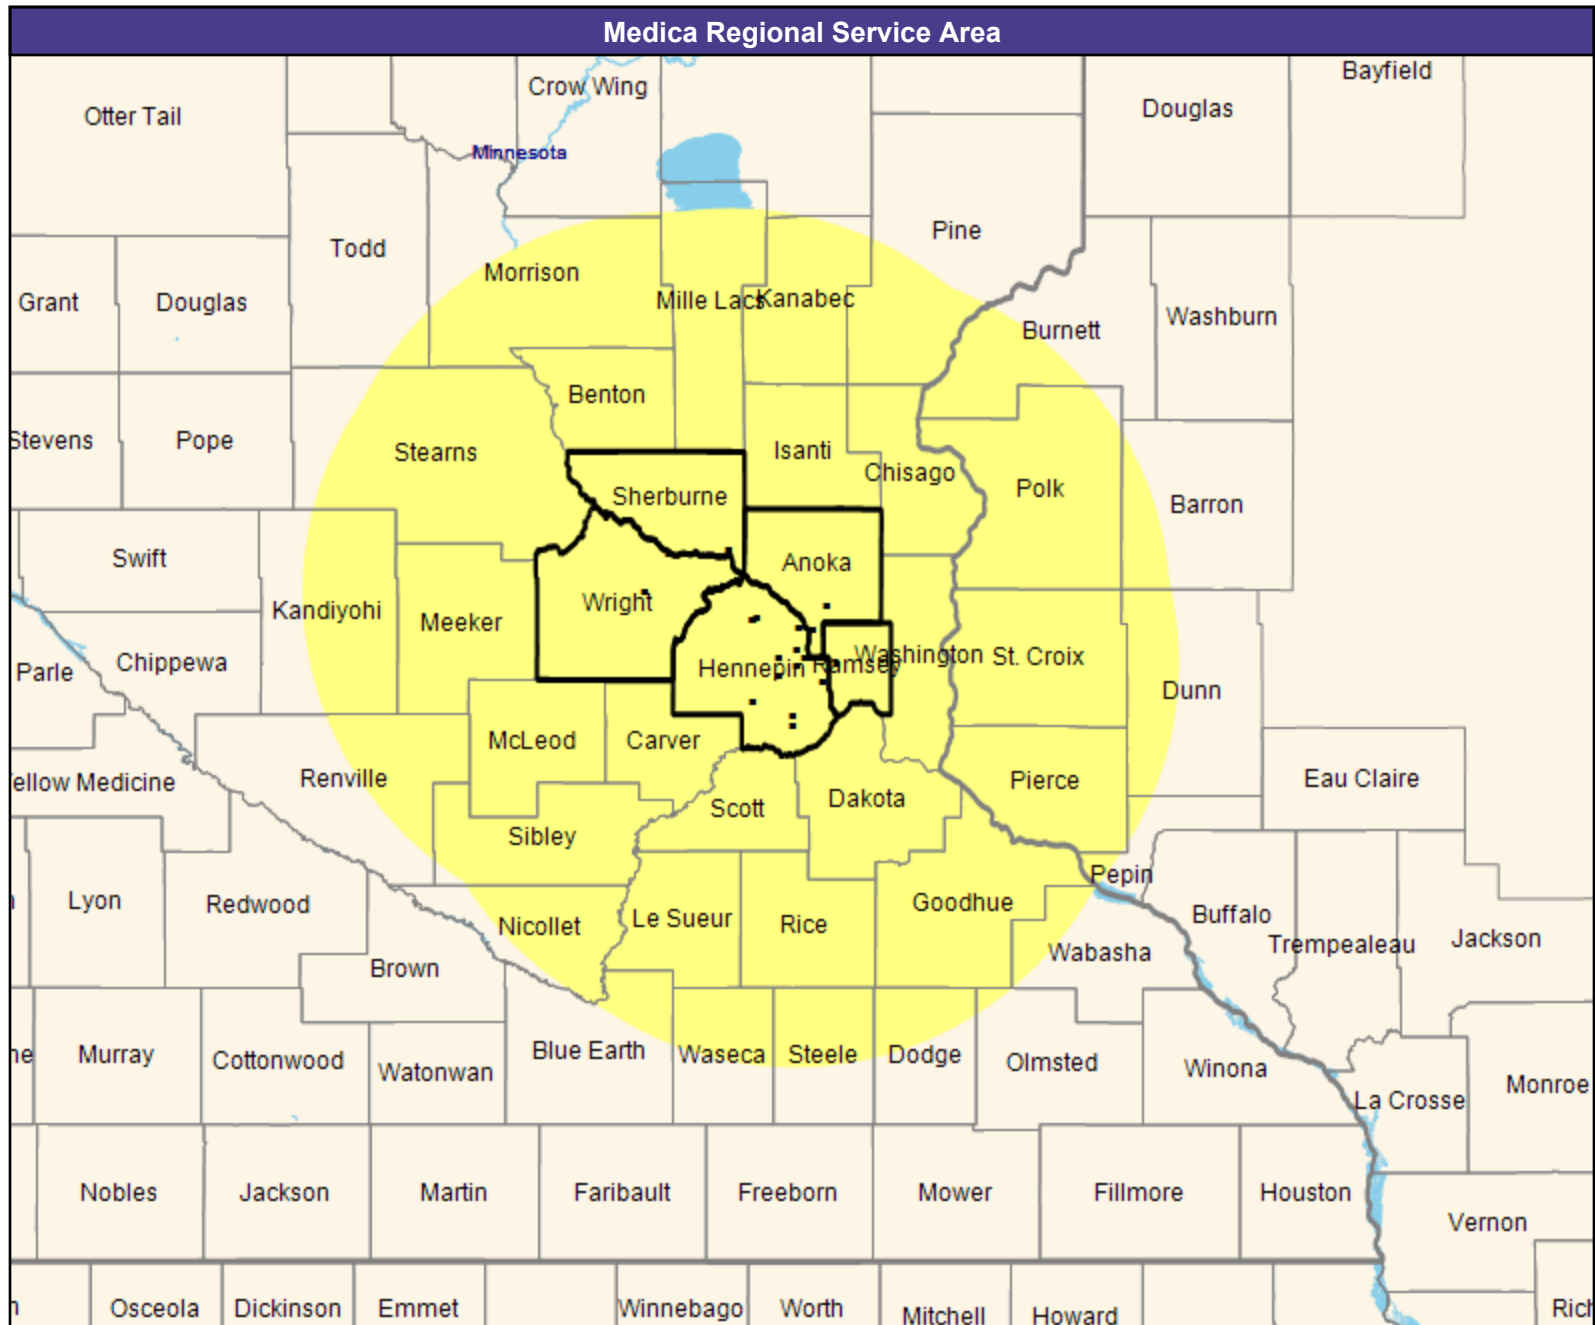 Medica Regional Service Area
Bayfield
Crow Wing
Douglas
Otter Tail
Minnesota
Pine
Todd
Morrison
Mille Lacs
Kanabec
Grant
Douglas
Washburn
Burnett
Benton
Stevens
Pope
Stearns
Isanti
Chisago
Polk
Sherburne
Barron
Swift
Anoka
Wright
Kandiyohi
Meeker
Washington
St. Croix
Chippewa
Hennepin
Ramsey
Parle
Dunn
McLeod
Carver
Renville
Eau Claire
ellow Medicine
Pierce
Dakota
Scott
Sibley
Pepin
Lyon
Redwood
Goodhue
Buffalo
Le Sueur
Rice
Nicollet
Trempealeau
Jackson
Wabasha
Brown
Blue Earth
ne
Murray
Cottonwood
Waseca
Steele
Dodge
Olmsted
Winona
Watonwan
Monroe
La Crosse
Nobles
Jackson
Martin
Faribault
Freeborn
Mower
Fillmore
Houston
Vernon
Osceola
Dickinson
Emmet
Winnebago
Worth
Mitchell
Howard
Rich